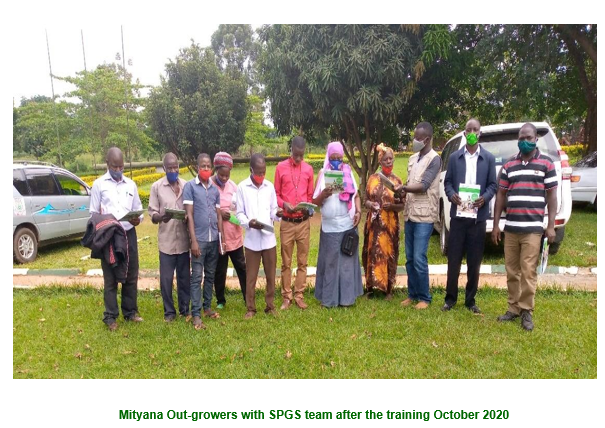 Mityana Out-growers with SPGS team after the training October 2020